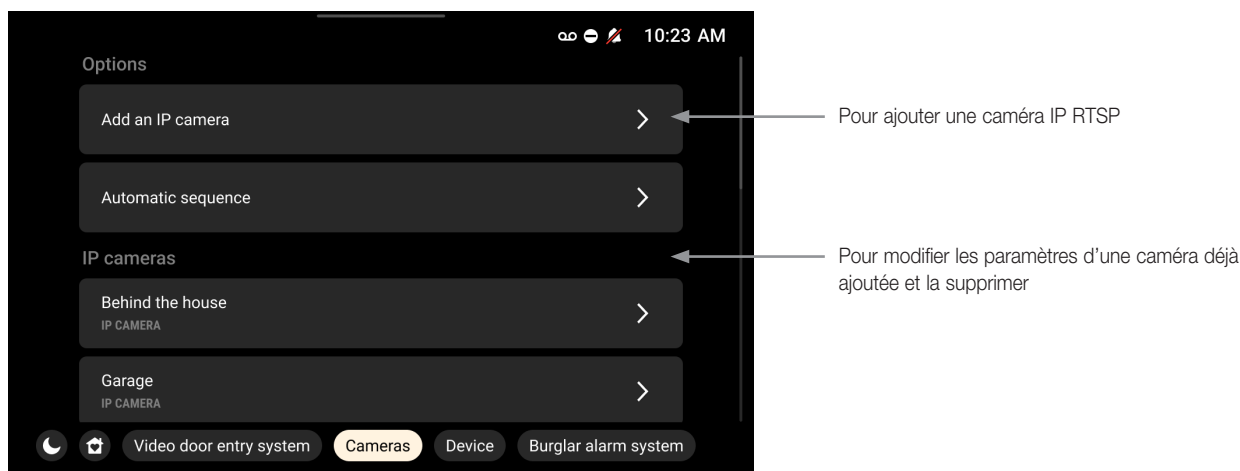 10:23 AM
Options
Add an IP camera
Pour ajouter une caméra IP RTSP
Automatic sequence
IP cameras
Pour modifier les paramètres d’une caméra déjà
ajoutée et la supprimer
Behind the house
IP CAMERA
Garage
IP CAMERA
Video door entry system Cameras Device Burglar alarm system